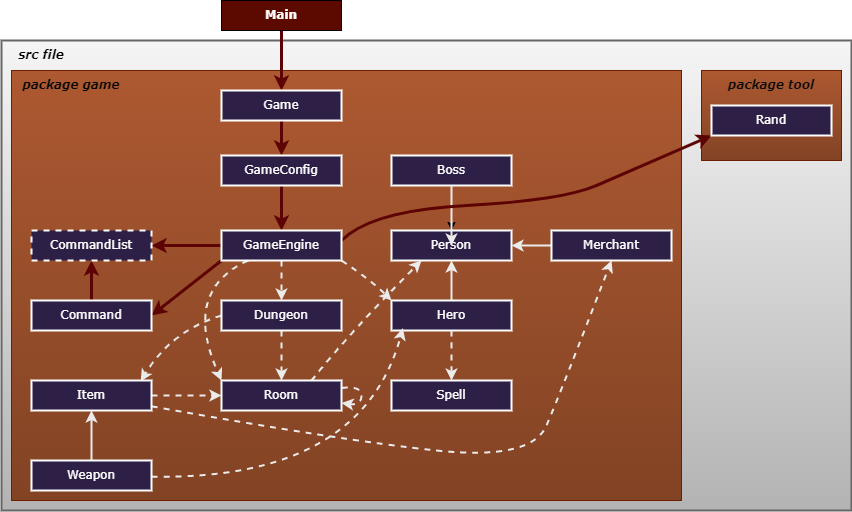 Main
src file
package game
package tool
Game
Rand
GameConfig
Boss
CommandList
GameEngine
Person
Merchant
Command
Dungeon
Hero
Item
Room
Spell
Weapon